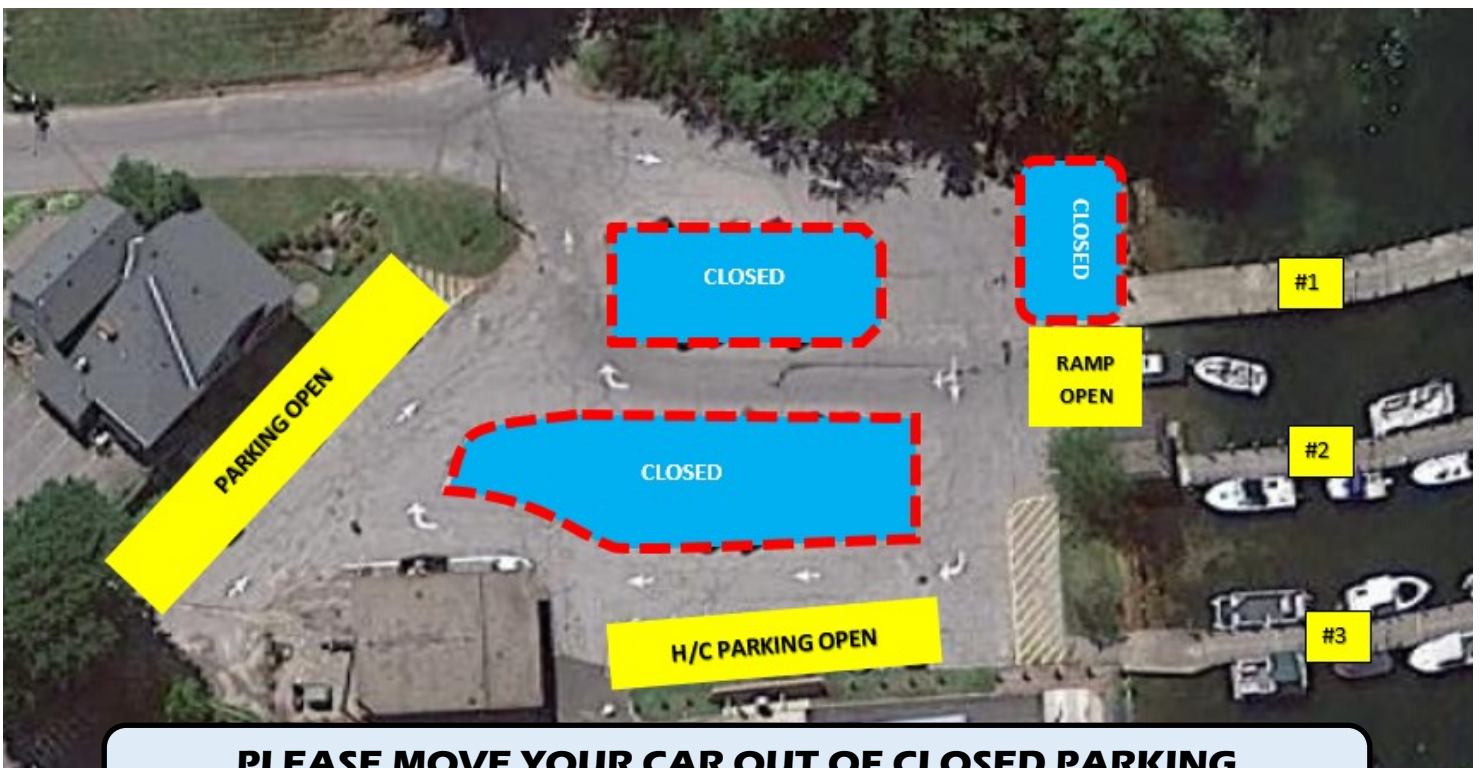 CLOSED
CLOSED
#1
RAMP
OPEN
PARKING OPEN
#2
CLOSED
#3
H/C PARKING OPEN
PLEASE MOVE YOUR CAR OUT OF CLOSED PARKING